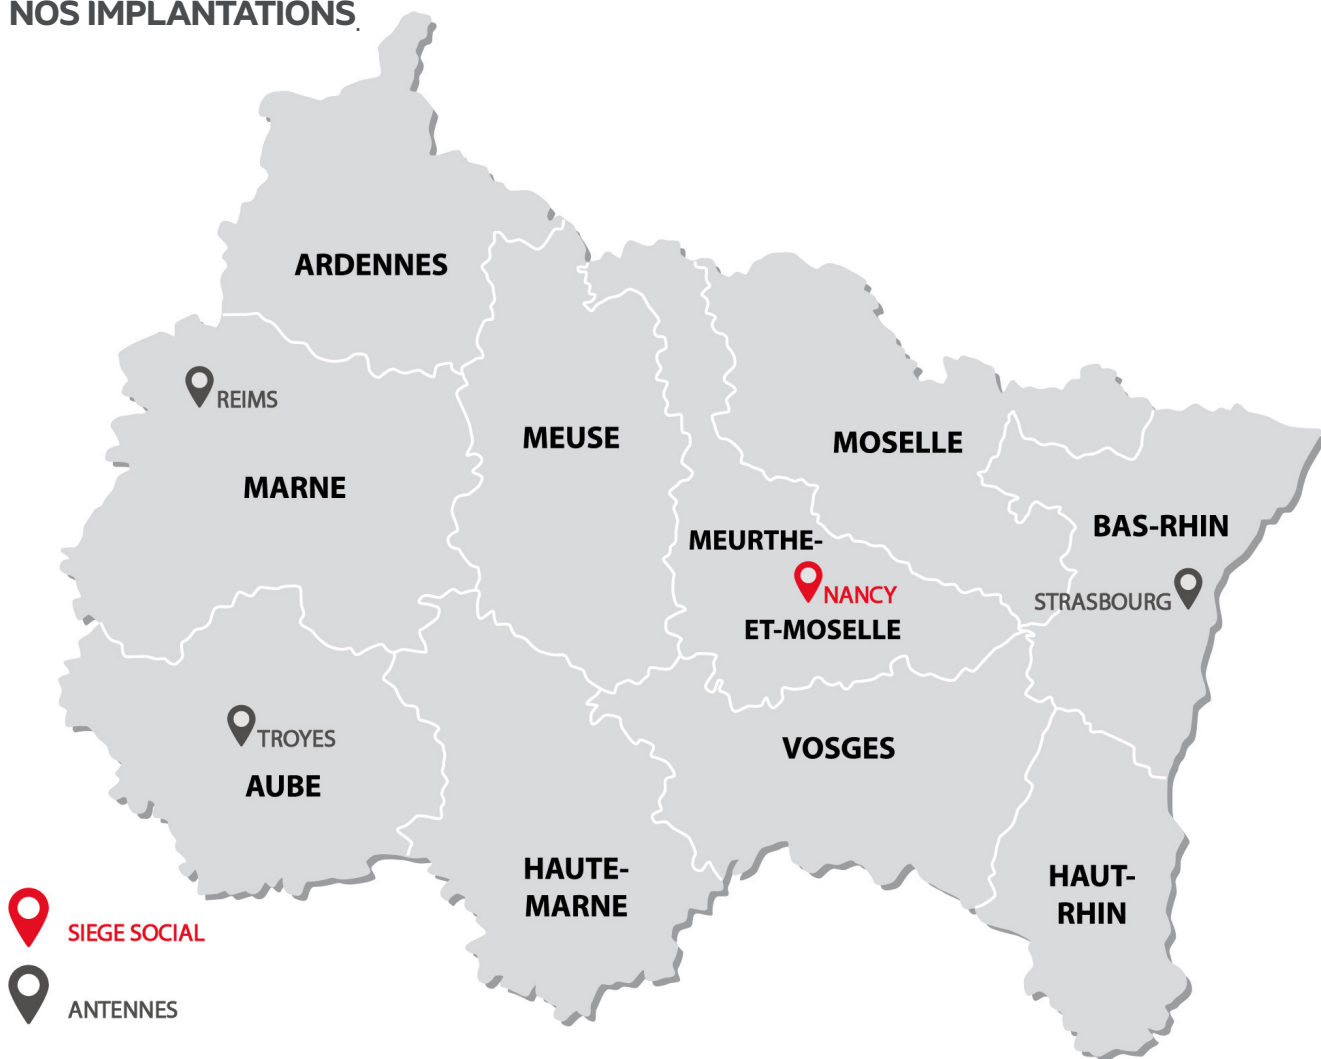 NOS IMPLANTATIONS.
ARDENNES
REIMS
MEUSE
MOSELLE
MARNE
BAS-RHIN
MEURTHE-
NANCY
STRASBOURG
ET-MOSELLE
TROYES
VOSGES
AUBE
HAUTE-
MARNE
HAUT-
RHIN
SIEGE SOCIAL
ANTENNES